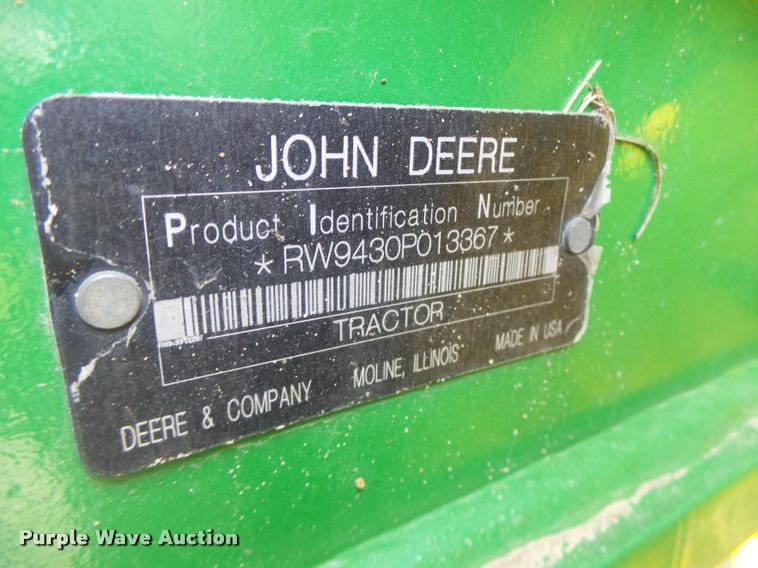 JOHN DEERE
Product Identification Number
* RW9430P013367 *
TRACTOR
DEERE & COMPANY MOLINE, ILLINOIS MADE IN USA
Purple Wave Auction